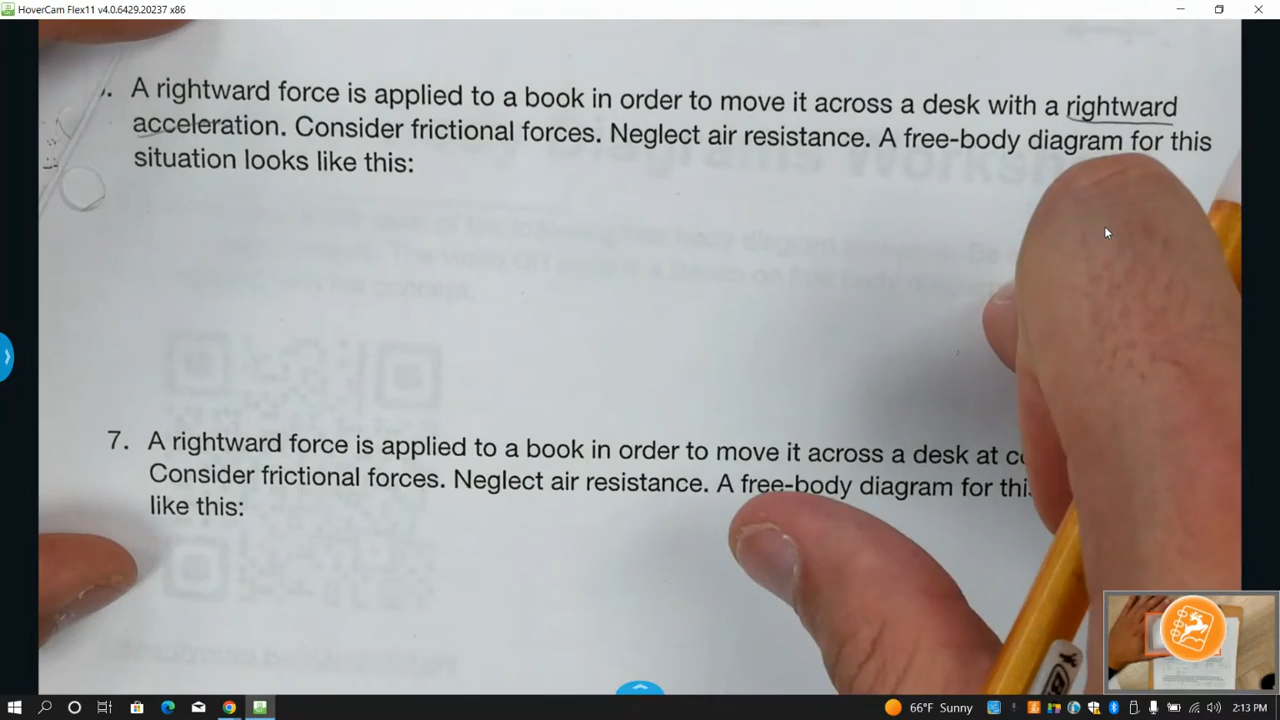 HoverCam Flex11 v4.0.6429.20237 x86
. A rightward force is applied to a book in order to move it across a desk with a rightward
acceleration. Consider frictional forces. Neglect air resistance. A free-body diagram for this
situation looks like this:
7. A rightward force is applied to a book in order to move it across a desk at
Consider frictional forces. Neglect air resistance. A free-body diagram for
like this:
66°F Sunny
2:13 PM